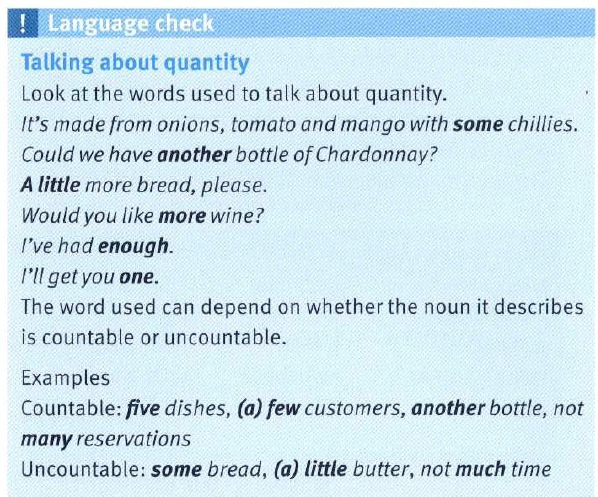 ! Language check
Talking about quantity
Look at the words used to talk about quantity.
It's made from onions, tomato and mango with some chillies.
Could we have another bottle of Chardonnay?
A little more bread, please.
Would you like more wine?
I've had enough.
I'll get you one.
The word used can depend on whether the noun it describes
is countable or uncountable.
Examples
Countable: five dishes, (a) few customers, another bottle, not
many reservations
Uncountable: some bread, (a) little butter, not much time